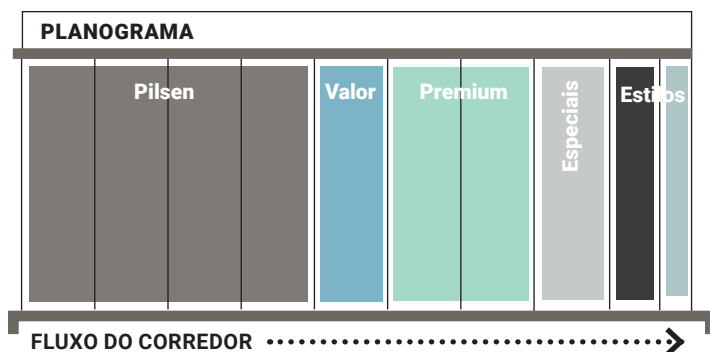 PLANOGRAMA
Pilsen
Valor
Premium
Especiais
Estilos
FLUXO DO CORREDOR